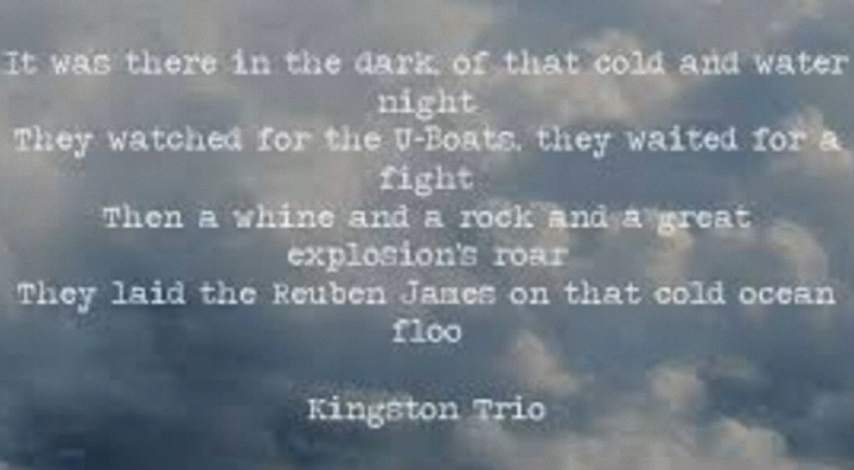 It was there in the dark, of that cold and water
night
They watched for the U-Boats, they waited for a
fight
Then a whine and a rock and a great
explosion's roar
They laid the Reuben James on that cold ocean
floo
Kingston Trio